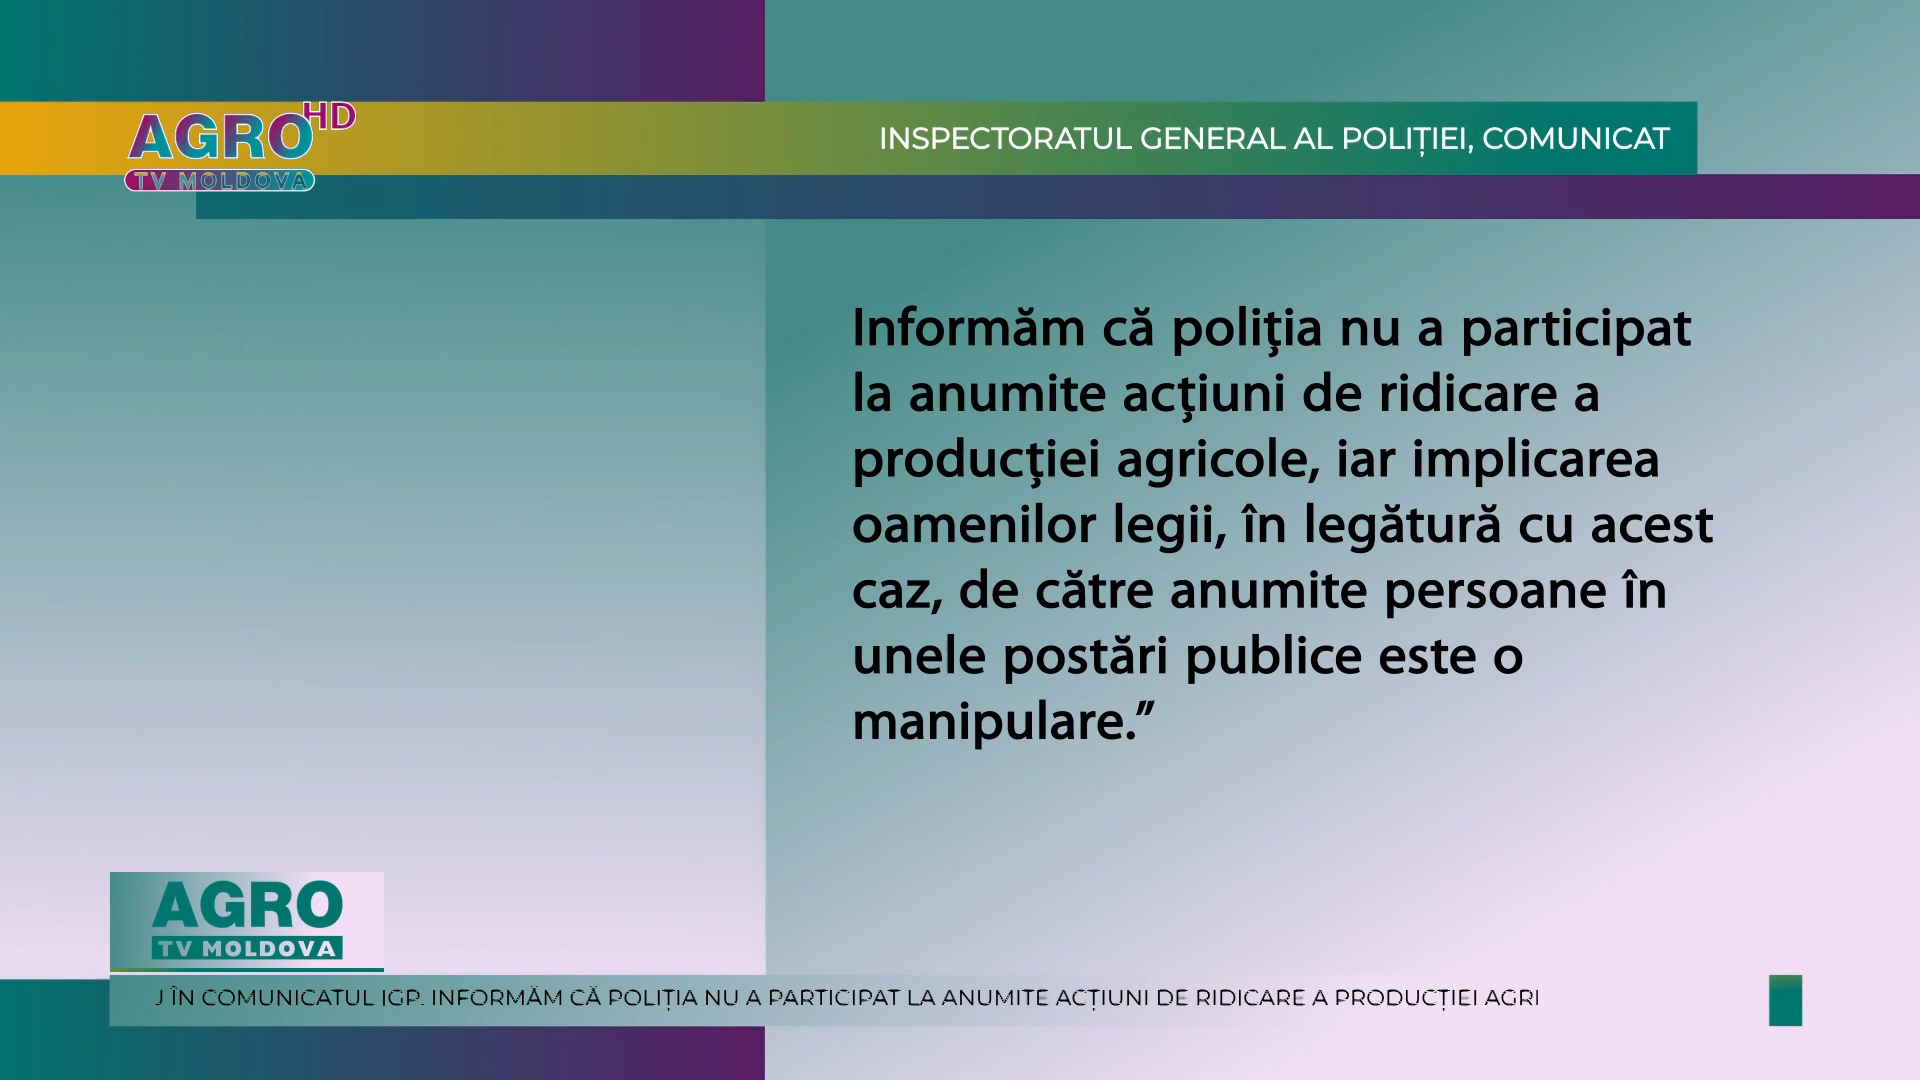 AGRO HD
TV MOLDOVA
INSPECTORATUL GENERAL AL POLIȚIEI, COMUNICAT
Informăm că poliţia nu a participat
la anumite acţiuni de ridicare a
producţiei agricole, iar implicarea
oamenilor legii, în legătură cu acest
caz, de către anumite persoane în
unele postări publice este o
manipulare.”
AGRO
TV MOLDOVA
ÎN COMUNICATUL IGP. INFORMĂM CĂ POLIȚIA NU A PARTICIPAT LA ANUMITE ACȚIUNI DE RIDICARE A PRODUCȚIEI AGRI